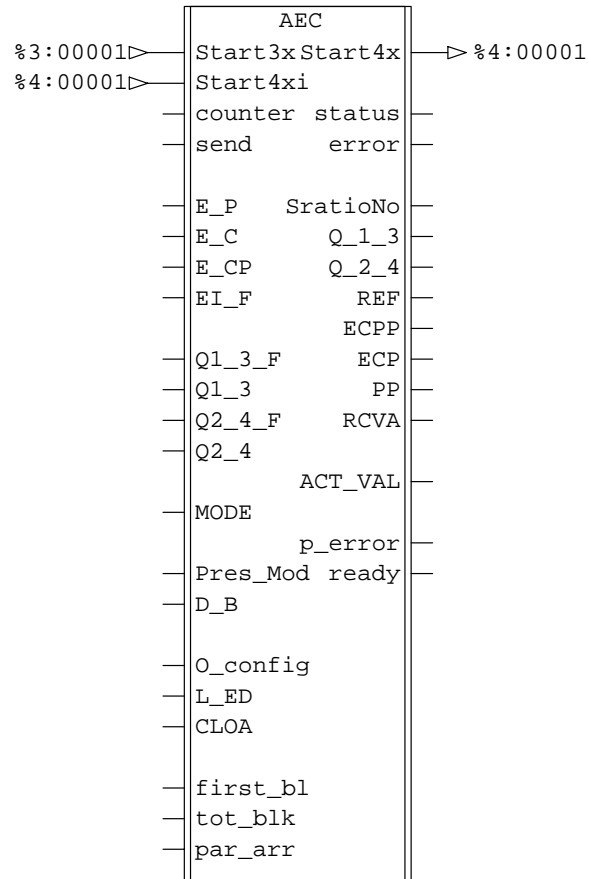 AEC
%3:00001 Start3x Start4x %4:00001
%4:00001 Start4xi
counter status
send error
E_P SratioNo
E_C Q_1_3
E_CP Q_2_4
EI_F REF
ECPP
Q1_3_F ECP
Q1_3 PP
Q2_4_F RCVA
Q2_4
ACT_VAL
MODE
p_error
Pres_Mod ready
D_B
O_config
L_ED
CLOA
first_bl
tot_blk
par_arr